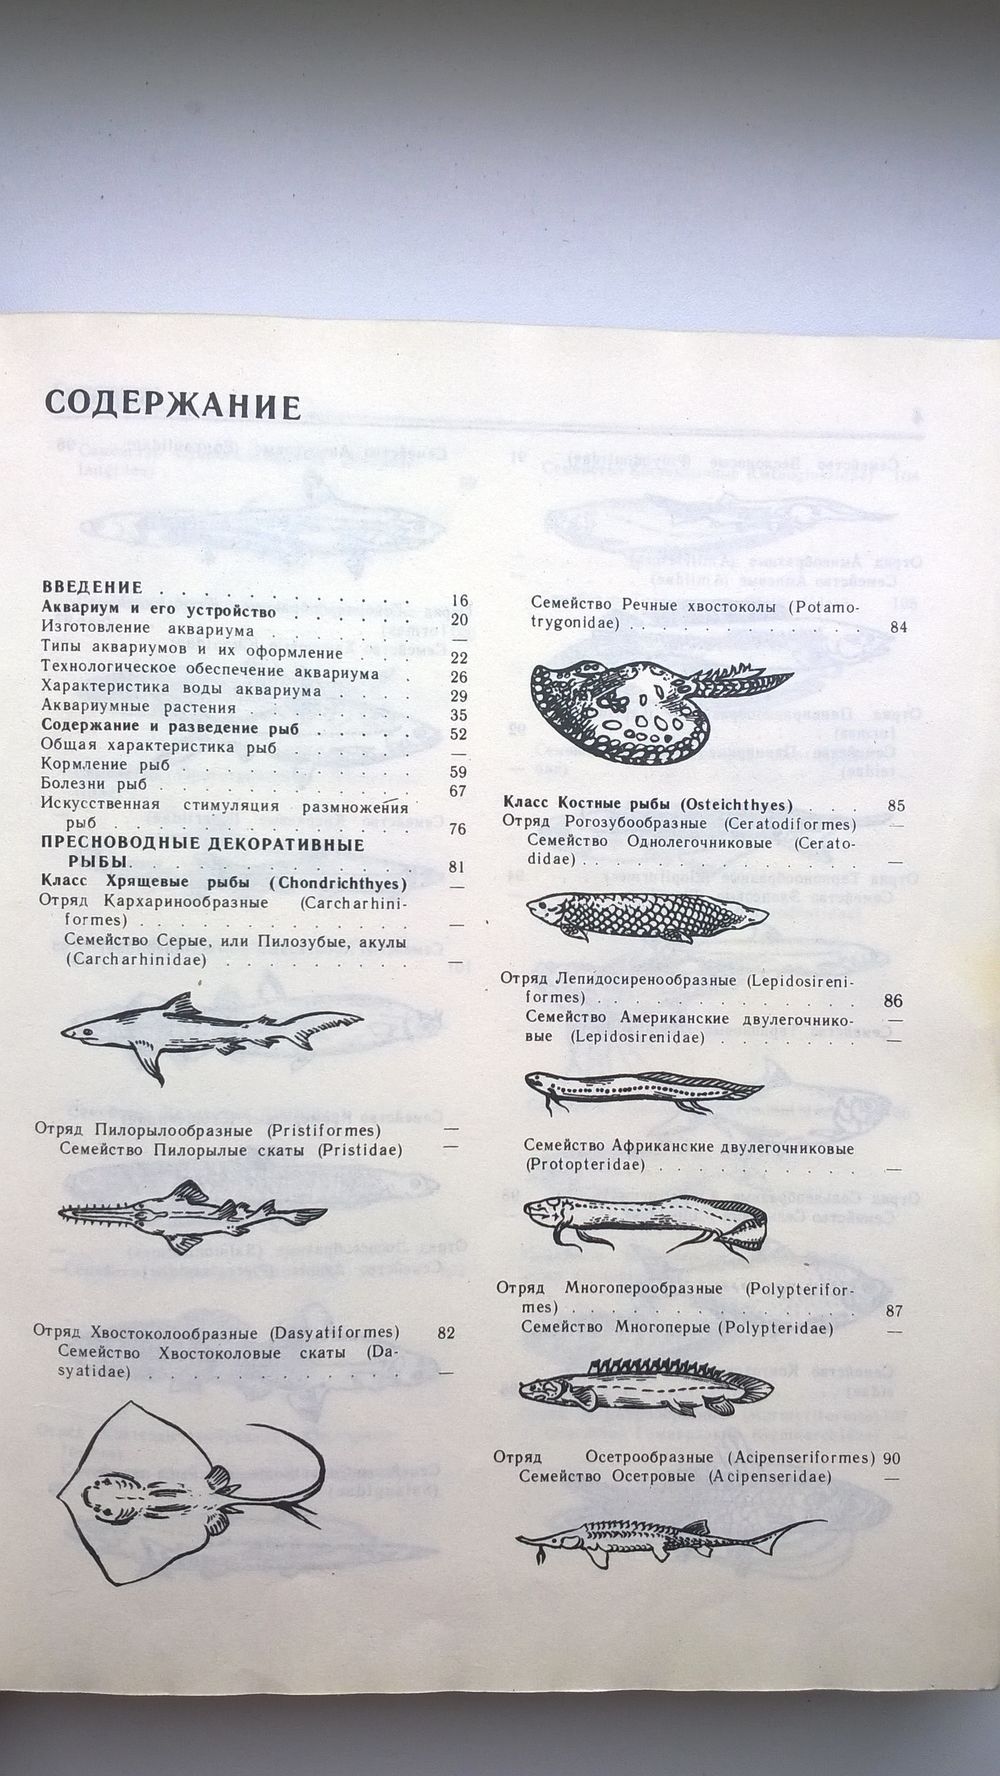 СОДЕРЖАНИЕ
ВВЕДЕНИЕ . . . . . . . . . . . 16
Аквариум и его устройство . . . . . . 20
Изготовление аквариума . . . . . . . —
Типы аквариумов и их оформление . . . 22
Технологическое обеспечение аквариума . 26
Характеристика воды аквариума . . . . 29
Аквариумные растения . . . . . . . 35
Содержание и разведение рыб . . . . . 52
Общая характеристика рыб . . . . . . —
Кормление рыб . . . . . . . . . . 59
Болезни рыб . . . . . . . . . . . 67
Искусственная стимуляция размножения
рыб . . . . . . . . . . . . . 76
ПРЕСНОВОДНЫЕ ДЕКОРАТИВНЫЕ
РЫБЫ. . . . . . . . . . . . 81
Класс Хрящевые рыбы (Chondrichthyes) —
Отряд Кархаринообразные (Carcharhini-
formes) . . . . . . . . . . . —
Семейство Серые, или Пилозубые, акулы
(Carcharhinidae) . . . . . . . . —
Отряд Пилорылообразные (Pristiformes) —
Семейство Пилорылые скаты (Pristidae) —
Отряд Хвостоколообразные (Dasyatiformes) 82
Семейство Хвостоколовые скаты (Da-
syatidae) . . . . . . . . . . . —
Семейство Речные хвостоколы (Potamo-
trygonidae) . . . . . . . . . . 84
Класс Костные рыбы (Osteichthyes) . . . 85
Отряд Рогозубообразные (Ceratodiformes) —
Семейство Однолегочниковые (Cerato-
didae) . . . . . . . . . . . . —
Отряд Лепидосиренообразные (Lepidosireni-
formes) . . . . . . . . . . . . 86
Семейство Американские двулегочнико- —
вые (Lepidosirenidae) . . . . . . —
Семейство Африканские двулегочниковые
(Protopteridae) . . . . . . . . . —
Отряд Многоперообразные (Polypterifor-
mes) . . . . . . . . . . . . . 87
Семейство Многоперые (Polypteridae) —
Отряд Осетрообразные (Acipenseriformes) 90
Семейство Осетровые (Acipenseridae) —